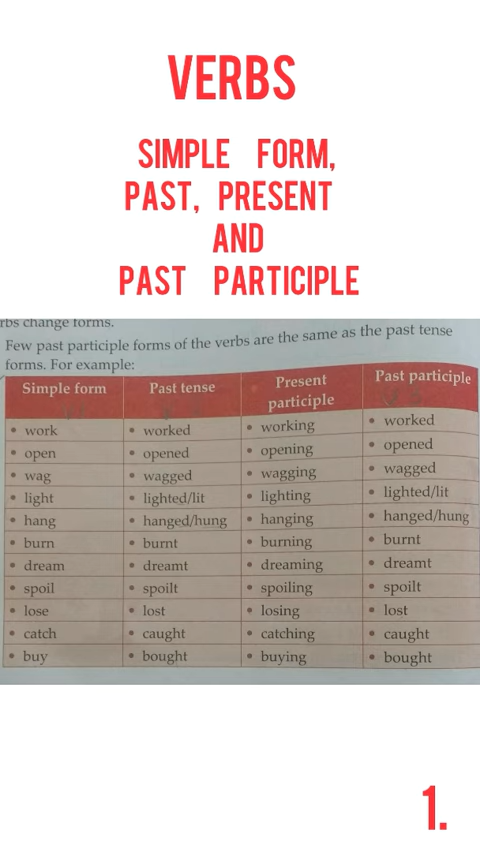 VERBS
SIMPLE FORM,
PAST, PRESENT
AND
PAST PARTICIPLE
rbs change forms.
Few past participle forms of the verbs are the same as the past tense
forms. For example:
Simple form Past tense Present participle Past participle
• work • worked • working • worked
• open • opened • opening • opened
• wag • wagged • wagging • wagged
• light • lighted/lit • lighting • lighted/lit
• hang • hanged/hung • hanging • hanged/hung
• burn • burnt • burning • burnt
• dream • dreamt • dreaming • dreamt
• spoil • spoilt • spoiling • spoilt
• lose • lost • losing • lost
• catch • caught • catching • caught
• buy • bought • buying • bought
1.